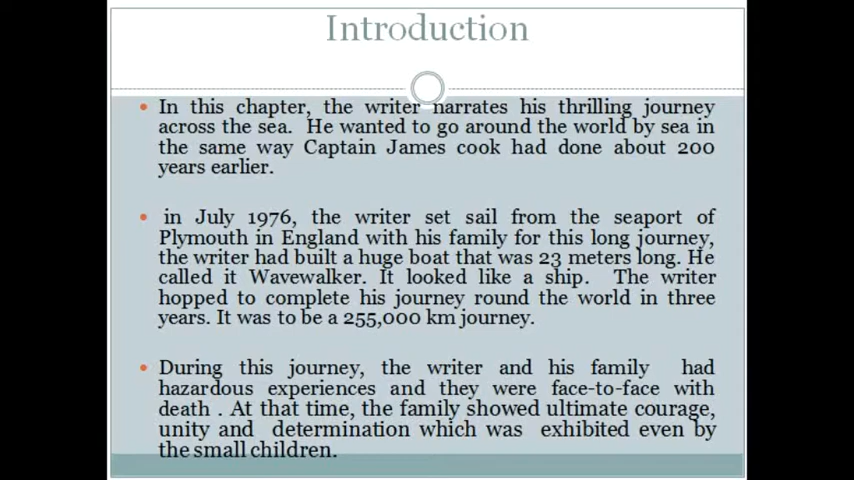 Introduction
• In this chapter, the writer narrates his thrilling journey
across the sea. He wanted to go around the world by sea in
the same way Captain James cook had done about 200
years earlier.
• in July 1976, the writer set sail from the seaport of
Plymouth in England with his family for this long journey,
the writer had built a huge boat that was 23 meters long. He
called it Wavewalker. It looked like a ship. The writer
hopped to complete his journey round the world in three
years. It was to be a 255,000 km journey.
• During this journey, the writer and his family had
hazardous experiences and they were face-to-face with
death . At that time, the family showed ultimate courage,
unity and determination which was exhibited even by
the small children.